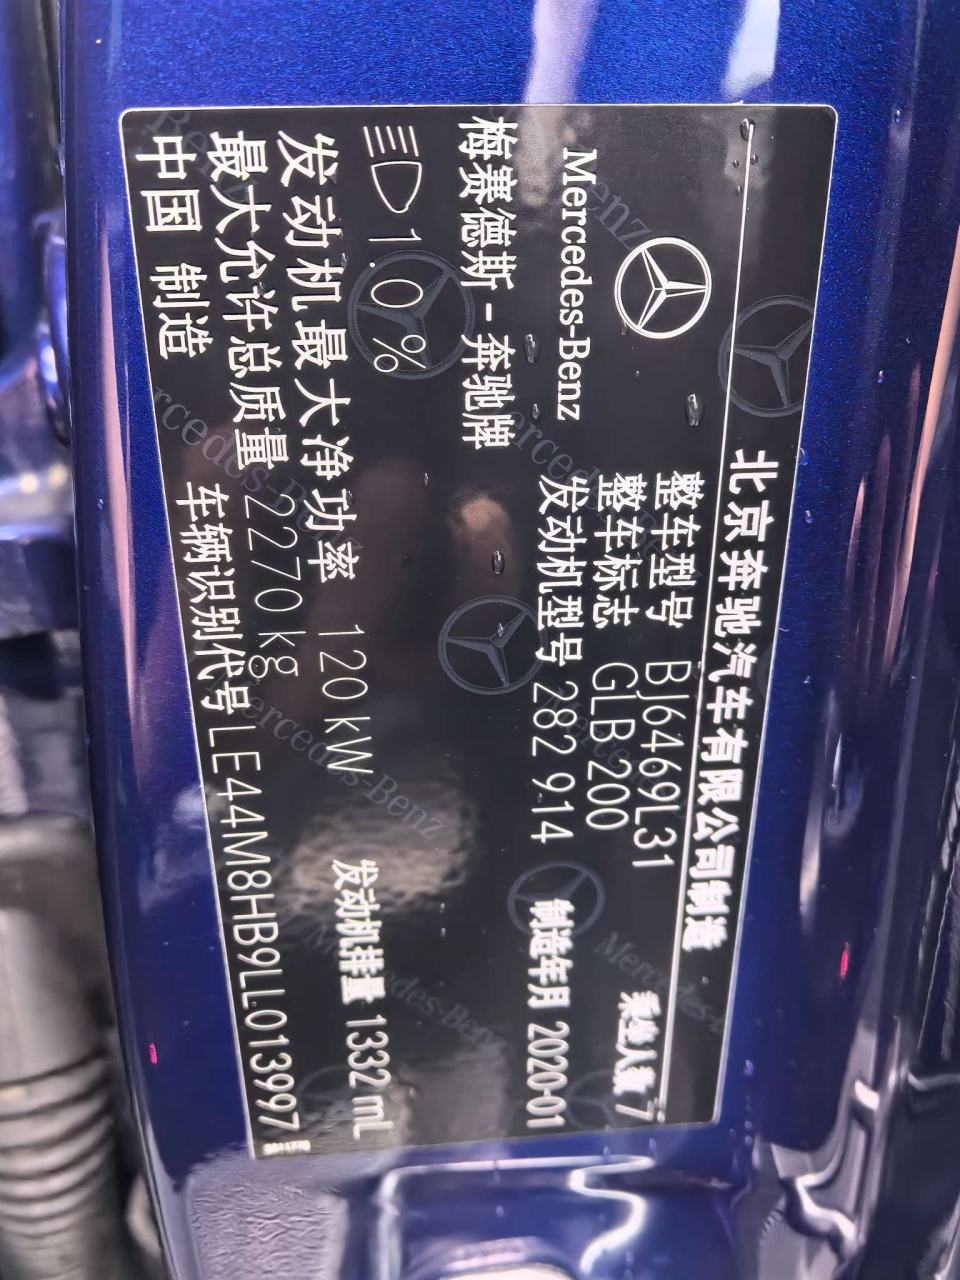 北京奔驰汽车有限公司制造
Mercedes-Benz
梅赛德斯-奔驰牌
整车型号 BJ6469L31
乘坐人数 7
整车标志 GLB200
发动机型号 282 914
制造年月 2020-01
1.0%
发动机最大净功率 120kW
发动机排量 1332 mL
最大允许总质量 2270kg
中国 制造
车辆识别代号 LE44M8HB9LL013997